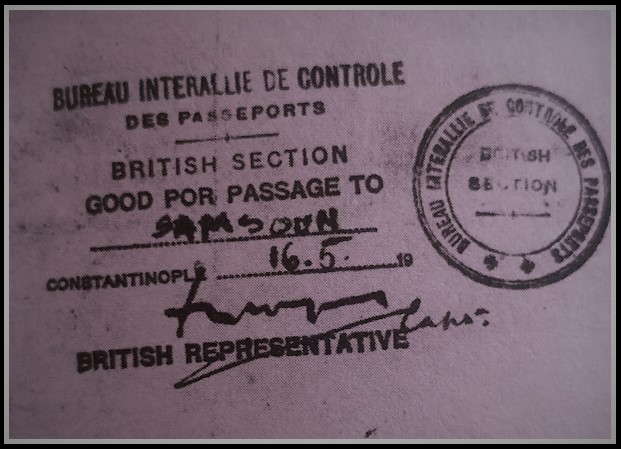 BUREAU INTERALLIE DE CONTROLE
DES PASSEPORTS
BRITISH SECTION
GOOD POR PASSAGE TO
SAMSOUN
CONSTANTINOPLE 16.5. 19
Capt.
BRITISH REPRESENTATIVE
BUREAU INTERALLIE DE CONTROLE DES PASSEPORTS
BRITISH
SECTION